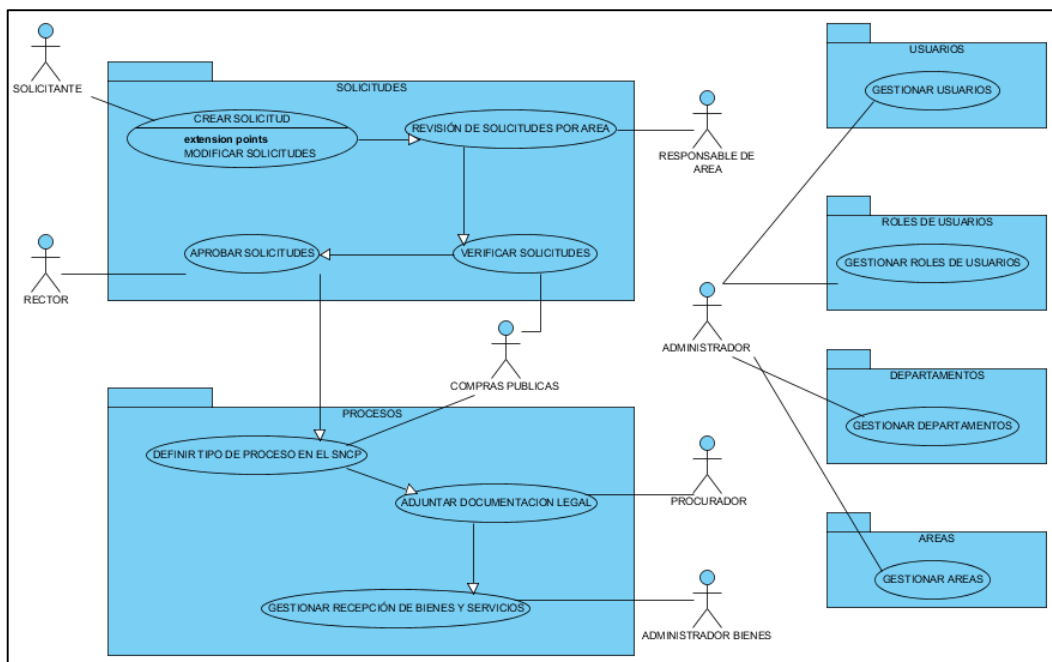 SOLICITANTE
SOLICITUDES
CREAR SOLICITUD
extension points
MODIFICAR SOLICITUDES
REVISIÓN DE SOLICITUDES POR AREA
RESPONSABLE DE
AREA
APROBAR SOLICITUDES
VERIFICAR SOLICITUDES
RECTOR
COMPRAS PUBLICAS
PROCESOS
DEFINIR TIPO DE PROCESO EN EL SNCP
ADJUNTAR DOCUMENTACION LEGAL
PROCURADOR
GESTIONAR RECEPCIÓN DE BIENES Y SERVICIOS
ADMINISTRADOR BIENES
USUARIOS
GESTIONAR USUARIOS
ROLES DE USUARIOS
GESTIONAR ROLES DE USUARIOS
ADMINISTRADOR
DEPARTAMENTOS
GESTIONAR DEPARTAMENTOS
AREAS
GESTIONAR AREAS